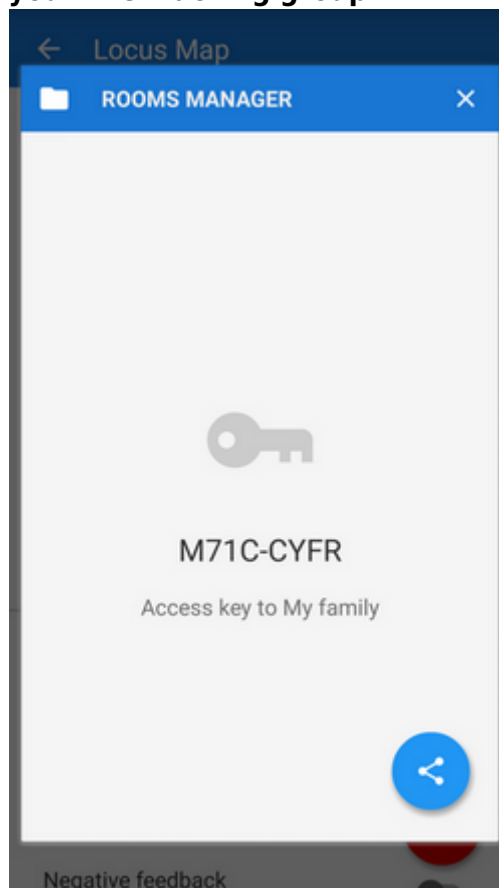 ← Locus Map
ROOMS MANAGER ×
M71C-CYFR
Access key to My family
Negative feedback